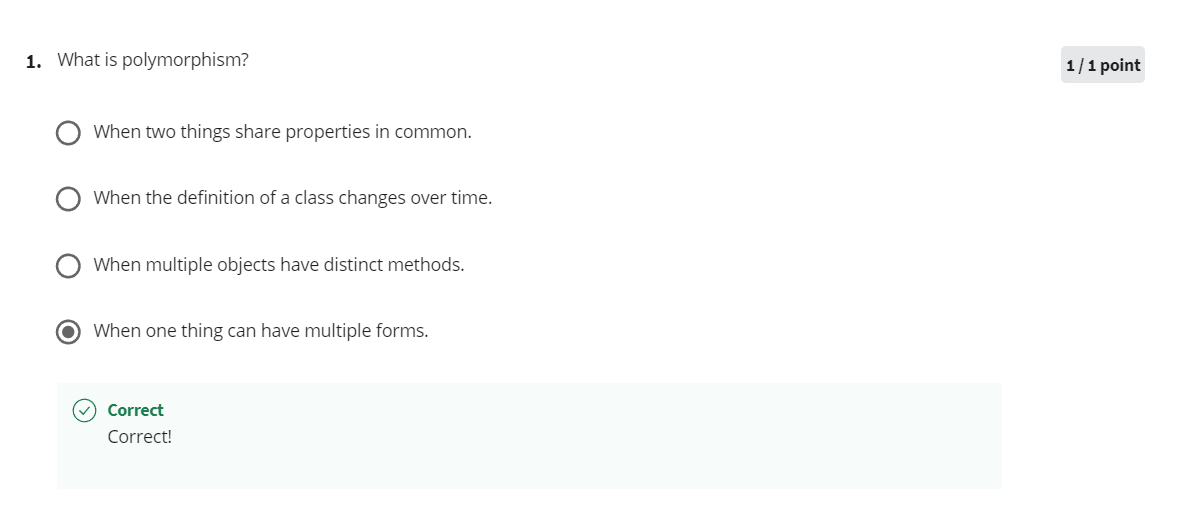 1. What is polymorphism?
1 / 1 point
When two things share properties in common.
When the definition of a class changes over time.
When multiple objects have distinct methods.
When one thing can have multiple forms.
Correct
Correct!